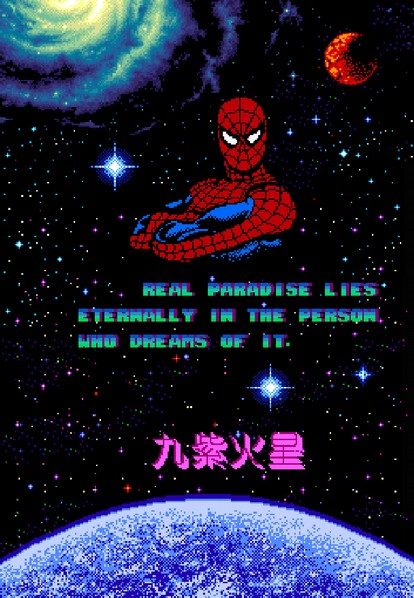 REAL PARADISE LIES
ETERNALLY IN THE PERSON
WHO DREAMS OF IT.
九紫火星